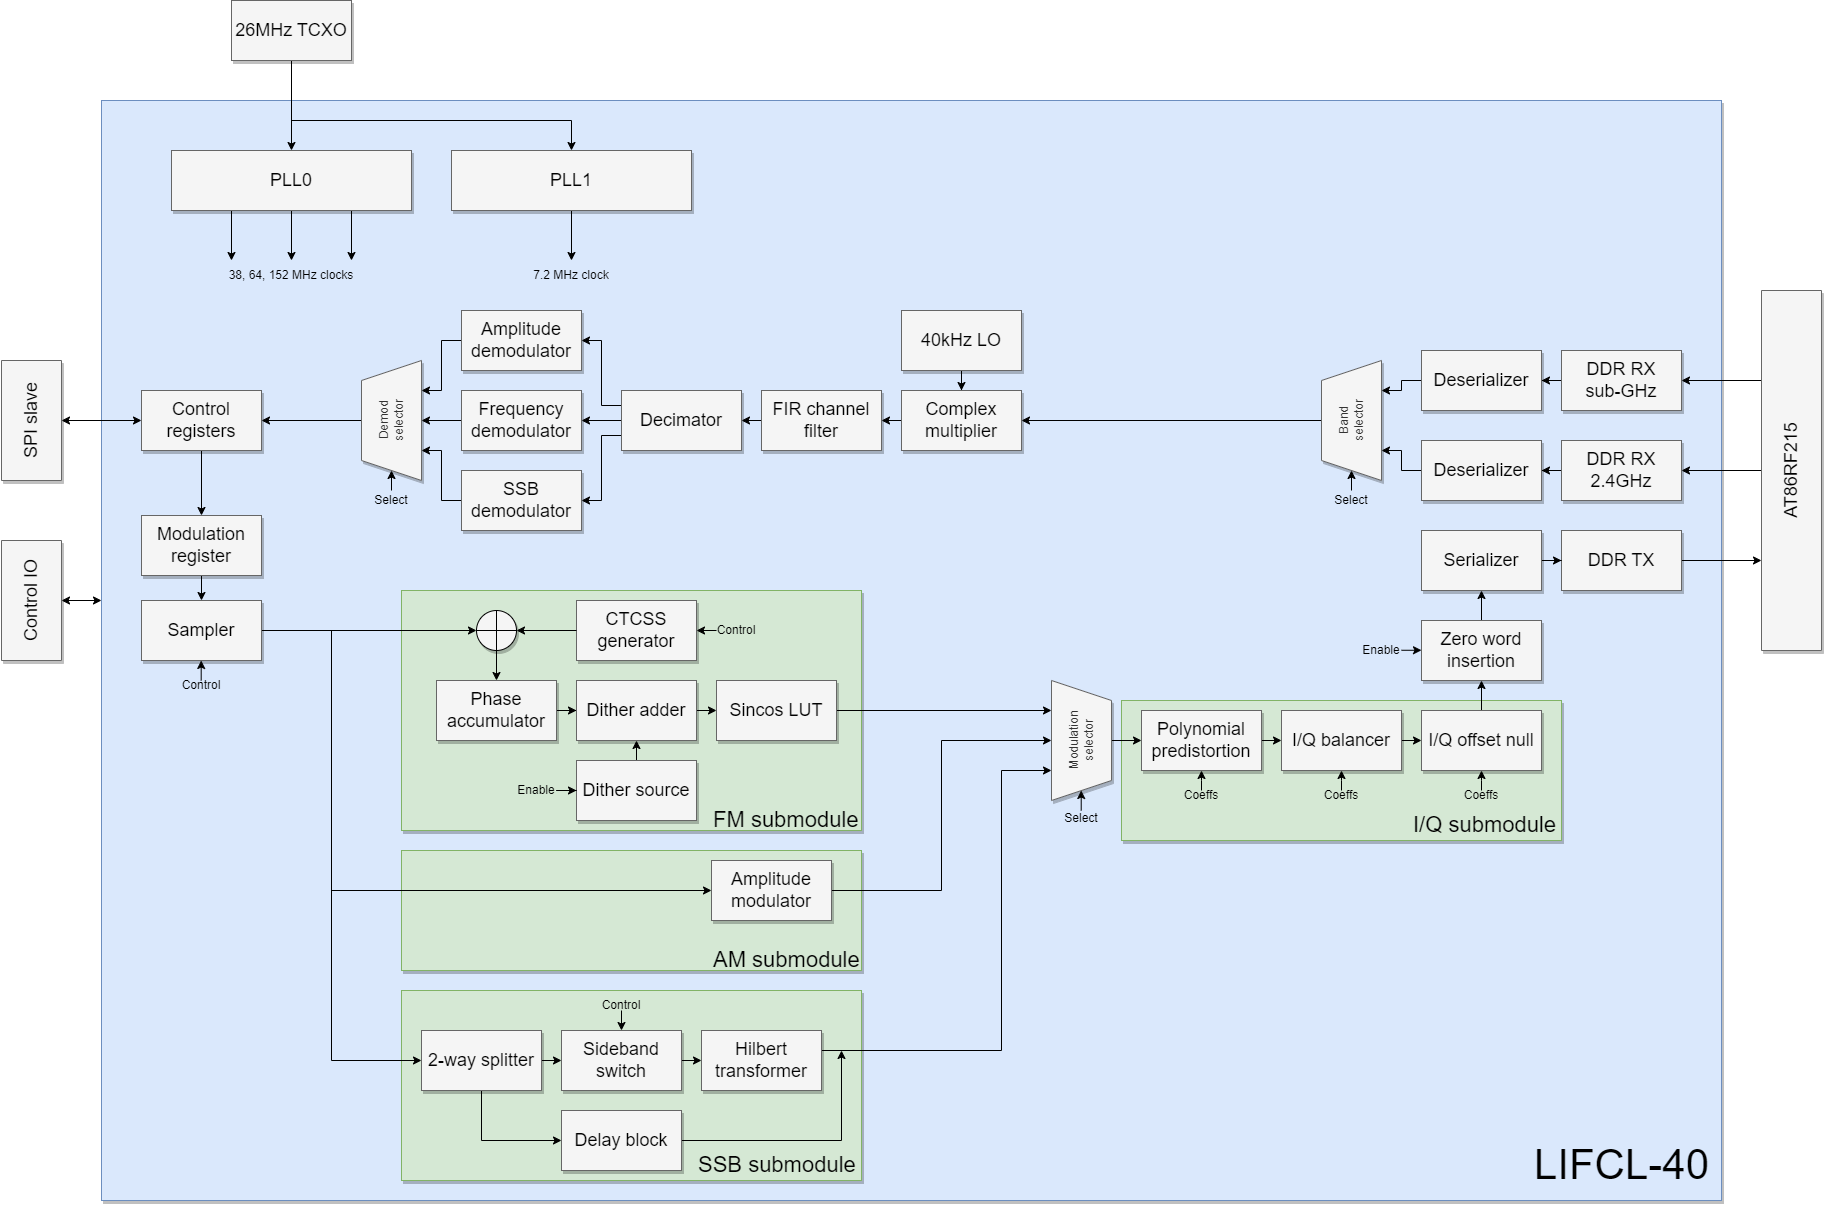 26MHz TCXO
PLL0
PLL1
38, 64, 152 MHz clocks
7.2 MHz clock
SPI slave
Control
registers
Demod
selector
Select
Amplitude
demodulator
Frequency
demodulator
SSB
demodulator
Decimator
FIR channel
filter
40kHz LO
Complex
multiplier
Band
selector
Select
Deserializer
DDR RX
sub-GHz
Deserializer
DDR RX
2.4GHz
AT86RF215
Modulation
register
Control IO
Sampler
Control
CTCSS
generator
Control
Phase
accumulator
Dither adder
Sincos LUT
Enable
Dither source
FM submodule
Serializer
DDR TX
Enable
Zero word
insertion
Modulation
selector
Select
Polynomial
predistortion
I/Q balancer
I/Q offset null
Coeffs
Coeffs
Coeffs
I/Q submodule
Amplitude
modulator
AM submodule
Control
2-way splitter
Sideband
switch
Hilbert
transformer
Delay block
SSB submodule
LIFCL-40